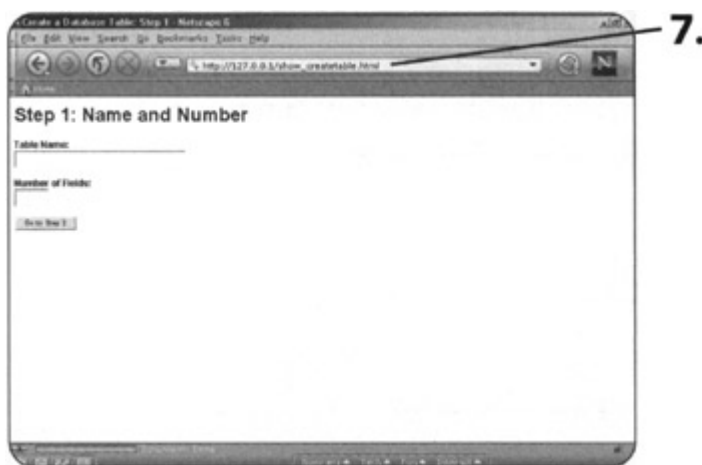 Create a Database Table: Step 1 - Netscape 6
File Edit View Search Go Bookmarks Tasks Help
http://127.0.0.1/show_createtable.html
7.
Home
Step 1: Name and Number
Table Name:
Number of Fields:
Go to Step 2